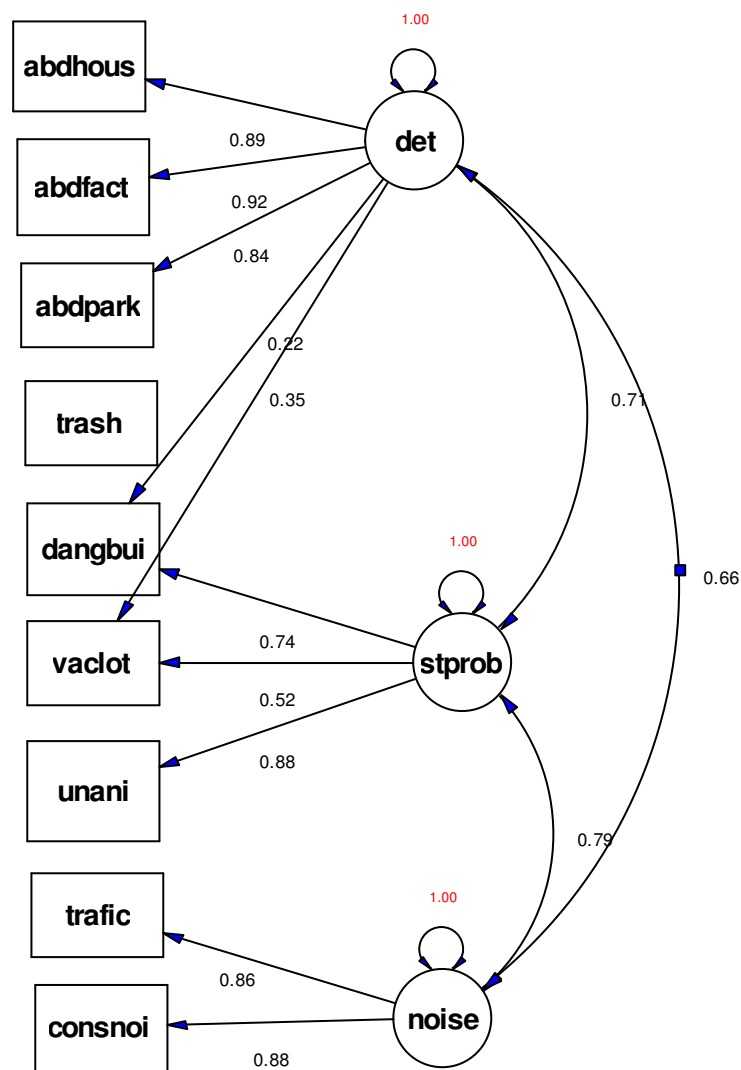 1.00
abdhous
det
0.89
abdfact
0.92
0.84
abdpark
0.22
0.35
0.71
trash
1.00
dangbui
0.66
0.74
vaclot
stprob
0.52
0.88
unani
0.79
1.00
trafic
0.86
noise
consnoi
0.88